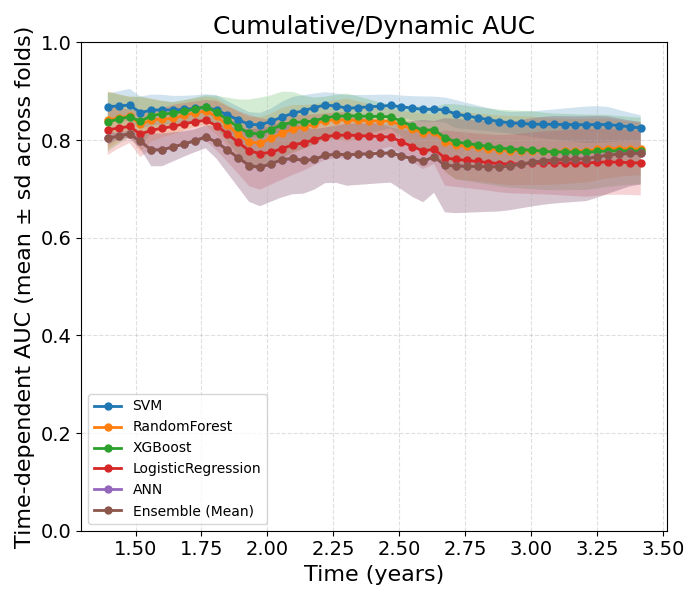 Cumulative/Dynamic AUC
Time-dependent AUC (mean ± sd across folds)
1.0
0.8
0.6
0.4
0.2
0.0
SVM
RandomForest
XGBoost
LogisticRegression
ANN
Ensemble (Mean)
1.50 1.75 2.00 2.25 2.50 2.75 3.00 3.25 3.50
Time (years)